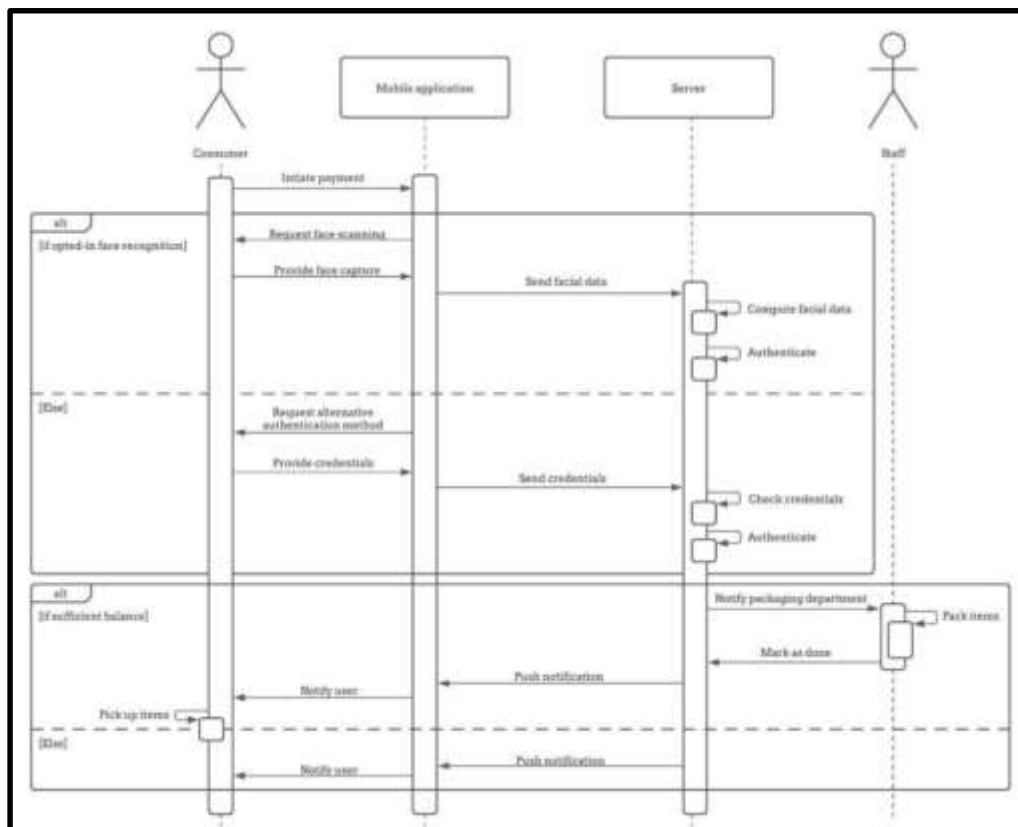 Consumer
Mobile application
Server
Staff
Intiate payment
alt
[if opted-in face recognition]
Request face scanning
Provide face capture
Send facial data
Compute facial data
Authenticate
[Else]
Request alternative
authentication method
Provide credentials
Send credentials
Check credentials
Authenticate
alt
[if sufficient balance]
Notify packaging department
Pack items
Mark as done
Push notification
Notify user
Pick up items
[Else]
Push notification
Notify user